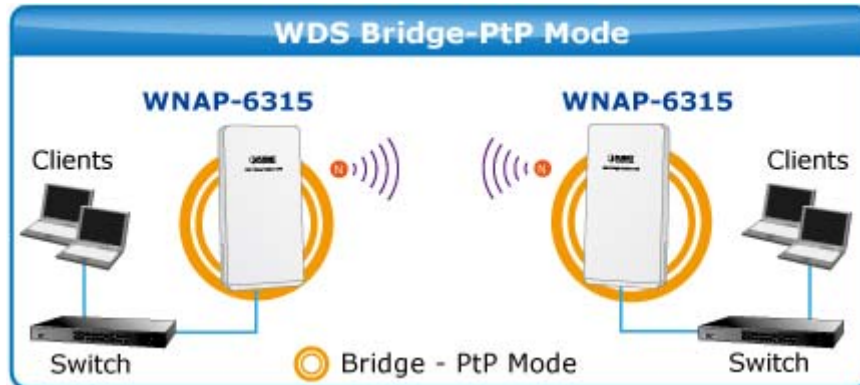 WDS Bridge-PtP Mode
WNAP-6315
WNAP-6315
Clients
Clients
N
N
Switch
Bridge - PtP Mode
Switch